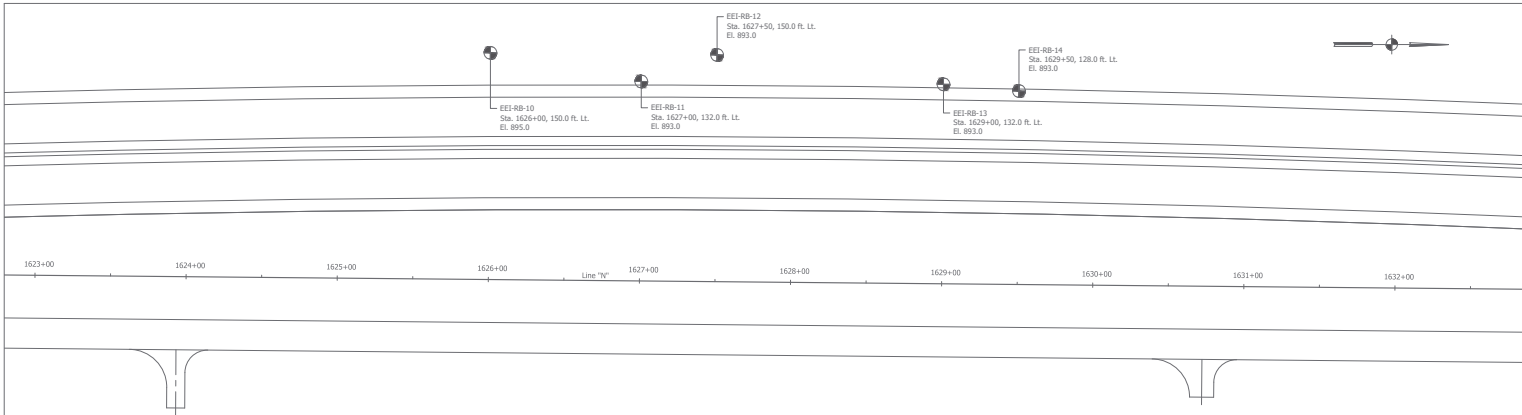 EEI-RB-12
Sta. 1627+50, 150.0 ft. Lt.
El. 893.0
EEI-RB-14
Sta. 1629+50, 128.0 ft. Lt.
El. 893.0
EEI-RB-10
Sta. 1626+00, 150.0 ft. Lt.
El. 895.0
EEI-RB-11
Sta. 1627+00, 132.0 ft. Lt.
El. 893.0
EEI-RB-13
Sta. 1629+00, 132.0 ft. Lt.
El. 893.0
1623+00
1624+00
1625+00
1626+00
Line "N"
1627+00
1628+00
1629+00
1630+00
1631+00
1632+00